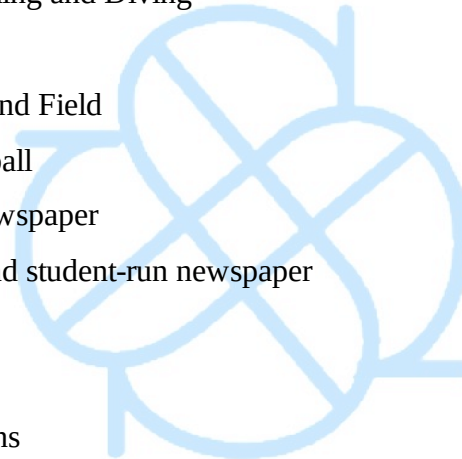 ing and Diving
nd Field
all
wspaper
d student-run newspaper
ns